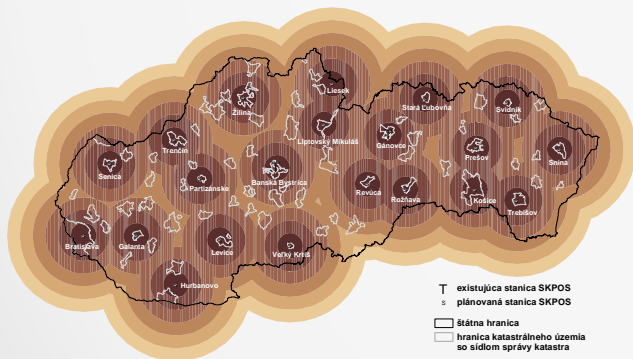 Liesek
Žilina
Stará Ľubovňa
Svidník
Liptovský Mikuláš
Gánovce
Trenčín
Prešov
Snina
Senica
Partizánske
Banská Bystrica
Revúca
Rožňava
Košice
Trebišov
Bratislava
Galanta
Levice
Veľký Krtíš
Hurbanovo
T existujúca stanica SKPOS
s plánovaná stanica SKPOS
štátna hranica
hranica katastrálneho územia
so sídlom správy katastra